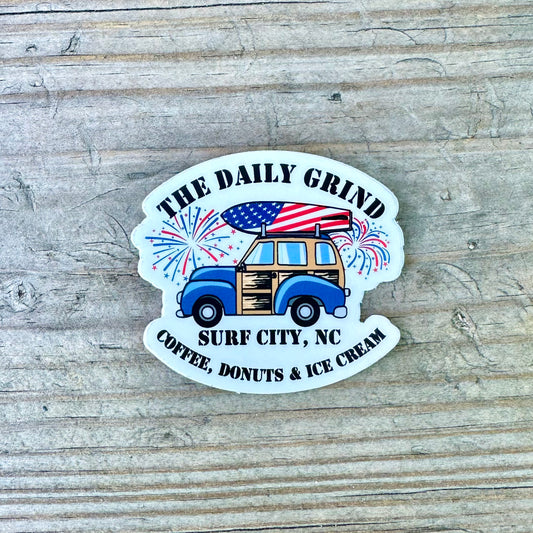 THE DAILY GRIND
SURF CITY, NC
COFFEE, DONUTS & ICE CREAM